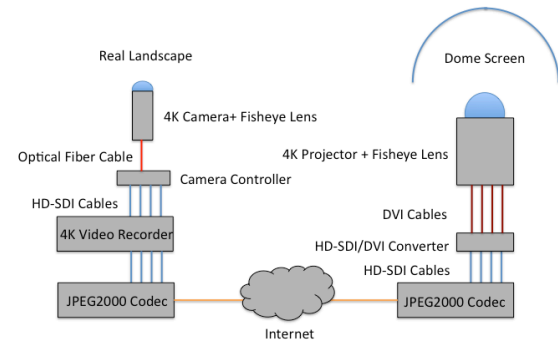 Real Landscape
4K Camera+ Fisheye Lens
Optical Fiber Cable
Camera Controller
HD-SDI Cables
4K Video Recorder
JPEG2000 Codec
Internet
Dome Screen
4K Projector + Fisheye Lens
DVI Cables
HD-SDI/DVI Converter
HD-SDI Cables
JPEG2000 Codec